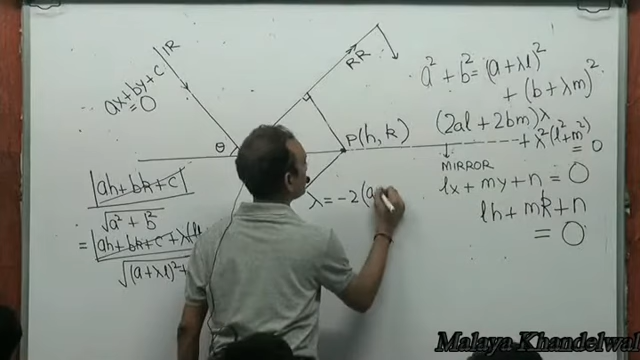 R
ax+by+c
=0
θ
RR
P(h, k)
|ah+bk+c|
√a²+b²
= |ah+bk+c+λ(l
√(a+λl)²+
λ=-2(a
a²+b²=(a+λl)²
+(b+λm)²
(2al+2bm)λ
+λ²(l²+m²)
=0
MIRROR
lx+my+n=0
lh+mk+n
=0
Malaya Khandelwal